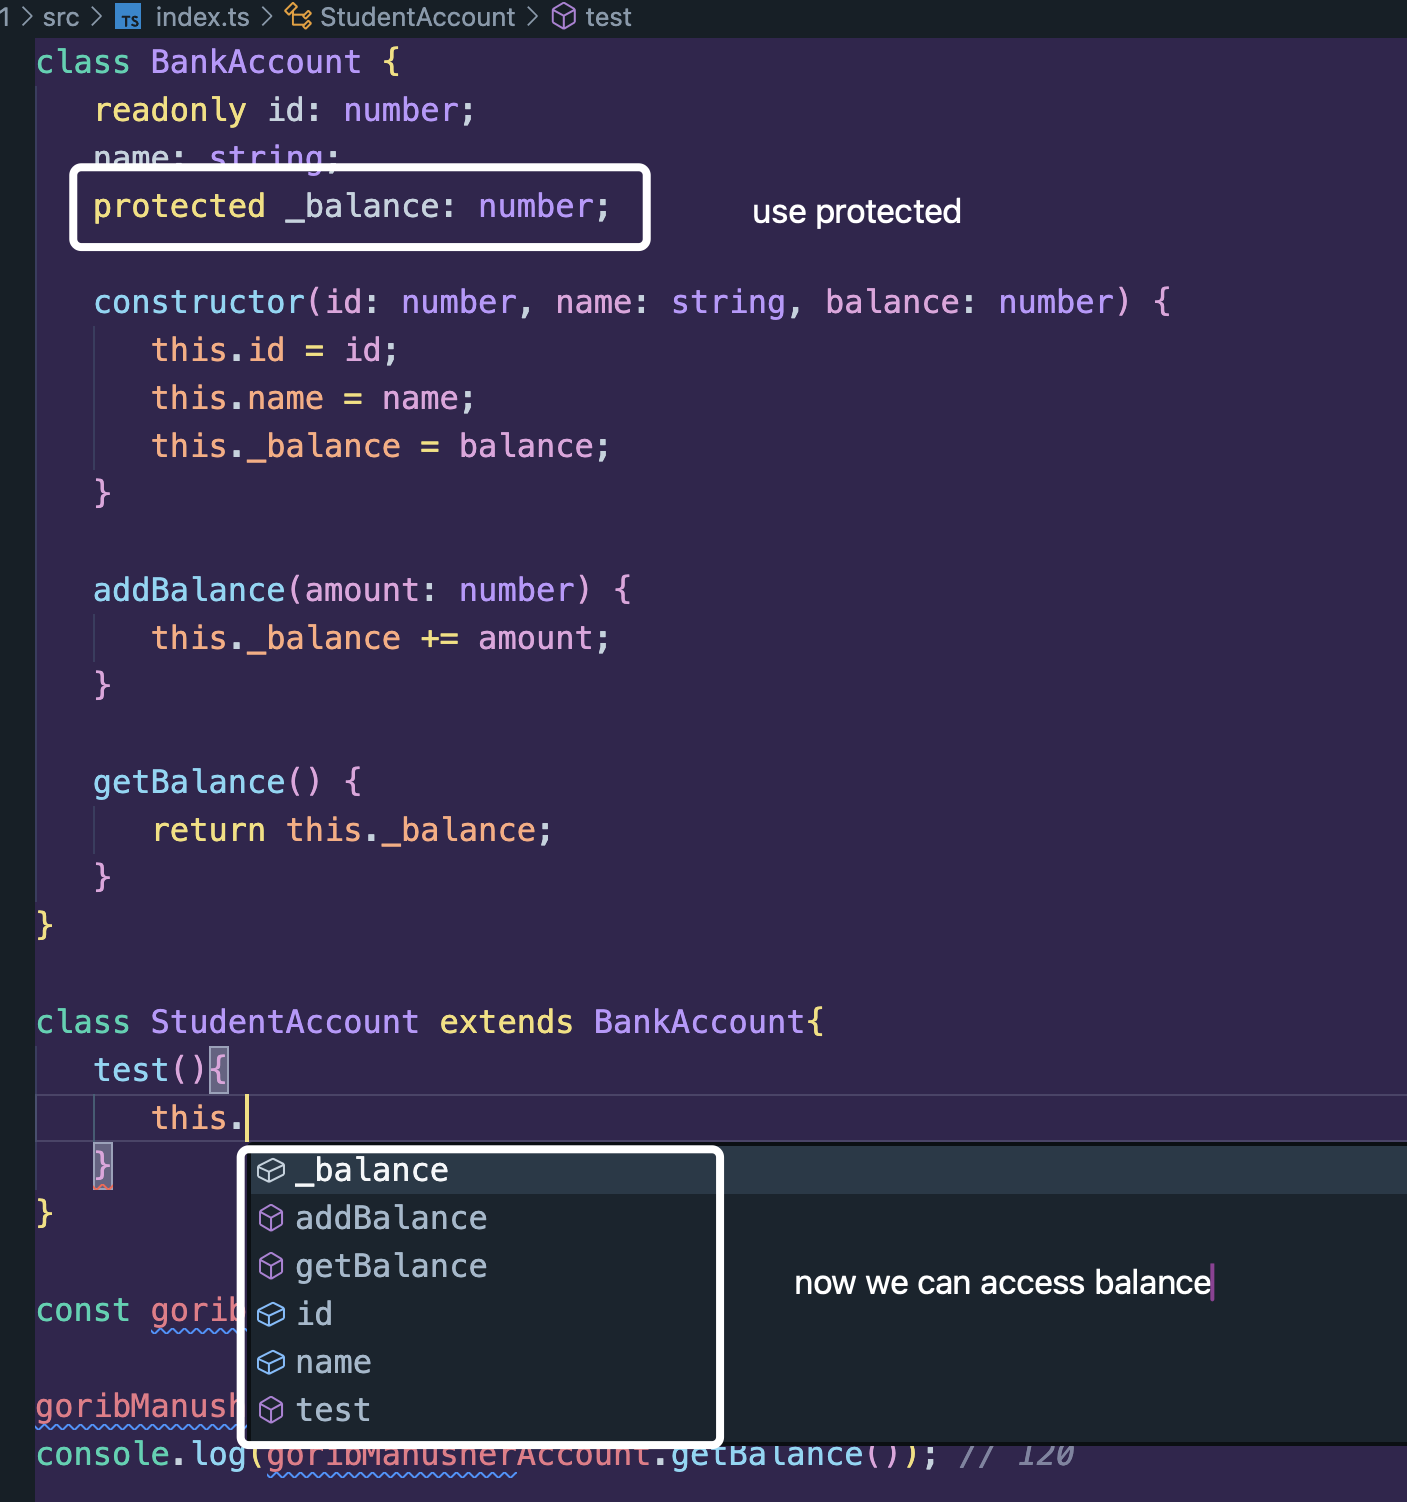 1 > src > TS index.ts > StudentAccount > test
class BankAccount {
readonly id: number;
name: string;
protected _balance: number;
use protected
constructor(id: number, name: string, balance: number) {
this.id = id;
this.name = name;
this._balance = balance;
}
addBalance(amount: number) {
this._balance += amount;
}
getBalance() {
return this._balance;
}
}
class StudentAccount extends BankAccount{
test(){
this.
}
}
_balance
addBalance
getBalance
id
name
test
now we can access balance
const gorib
goribManush
console.log(goribManusherAccount.getBalance()); // 120